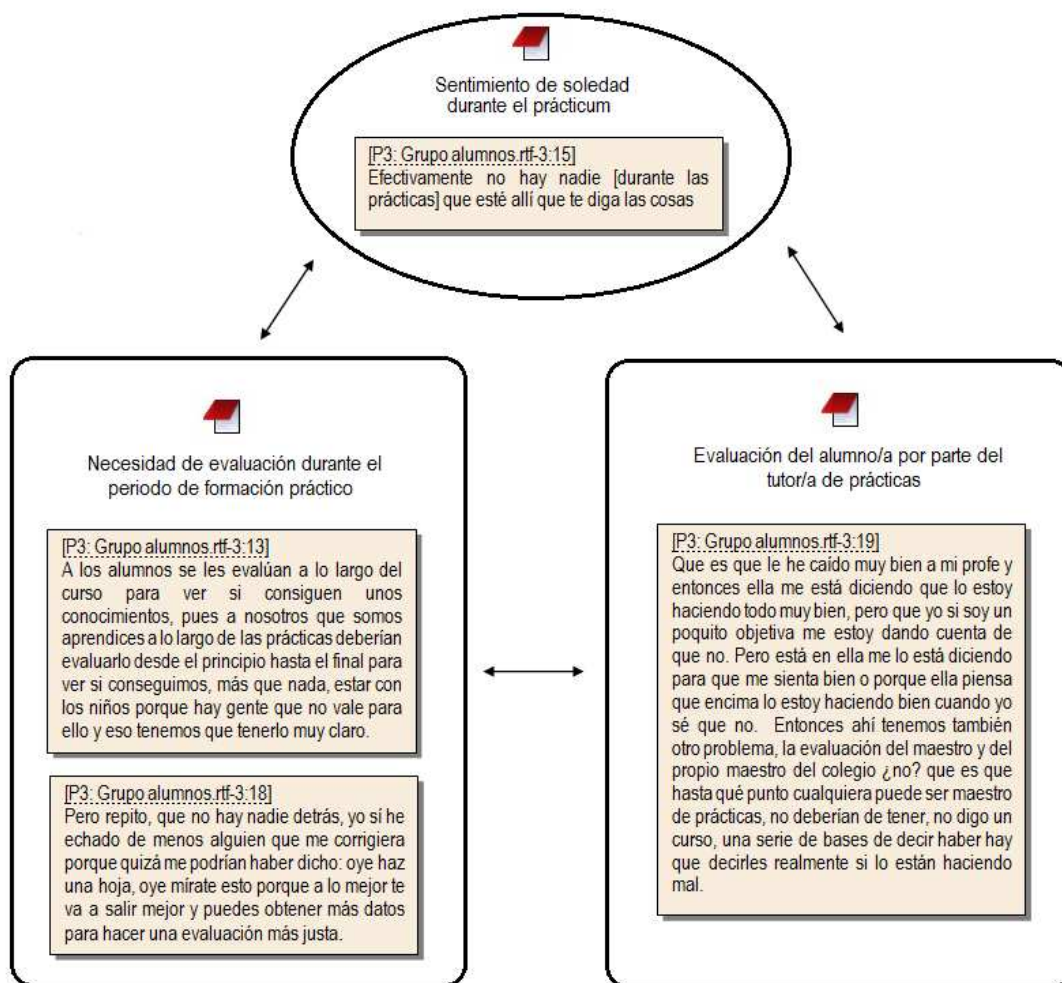 Sentimiento de soledad
durante el prácticum
[P3: Grupo alumnos.rtf-3:15]
Efectivamente no hay nadie [durante las
prácticas] que esté allí que te diga las cosas
Necesidad de evaluación durante el
periodo de formación práctico
[P3: Grupo alumnos.rtf-3:13]
A los alumnos se les evalúan a lo largo del
curso para ver si consiguen unos
conocimientos, pues a nosotros que somos
aprendices a lo largo de las prácticas deberían
evaluarlo desde el principio hasta el final para
ver si conseguimos, más que nada, estar con
los niños porque hay gente que no vale para
ello y eso tenemos que tenerlo muy claro.
[P3: Grupo alumnos.rtf-3:18]
Pero repito, que no hay nadie detrás, yo sí he
echado de menos alguien que me corrigiera
porque quizá me podrían haber dicho: oye haz
una hoja, oye mírate esto porque a lo mejor te
va a salir mejor y puedes obtener más datos
para hacer una evaluación más justa.
Evaluación del alumno/a por parte del
tutor/a de prácticas
[P3: Grupo alumnos.rtf-3:19]
Que es que le he caído muy bien a mi profe y
entonces ella me está diciendo que lo estoy
haciendo todo muy bien, pero que yo si soy un
poquito objetiva me estoy dando cuenta de
que no. Pero está en ella me lo está diciendo
para que me sienta bien o porque ella piensa
que encima lo estoy haciendo bien cuando yo
sé que no. Entonces ahí tenemos también
otro problema, la evaluación del maestro y del
propio maestro del colegio ¿no? que es que
hasta qué punto cualquiera puede ser maestro
de prácticas, no deberían de tener, no digo un
curso, una serie de bases de decir haber hay
que decirles realmente si lo están haciendo
mal.